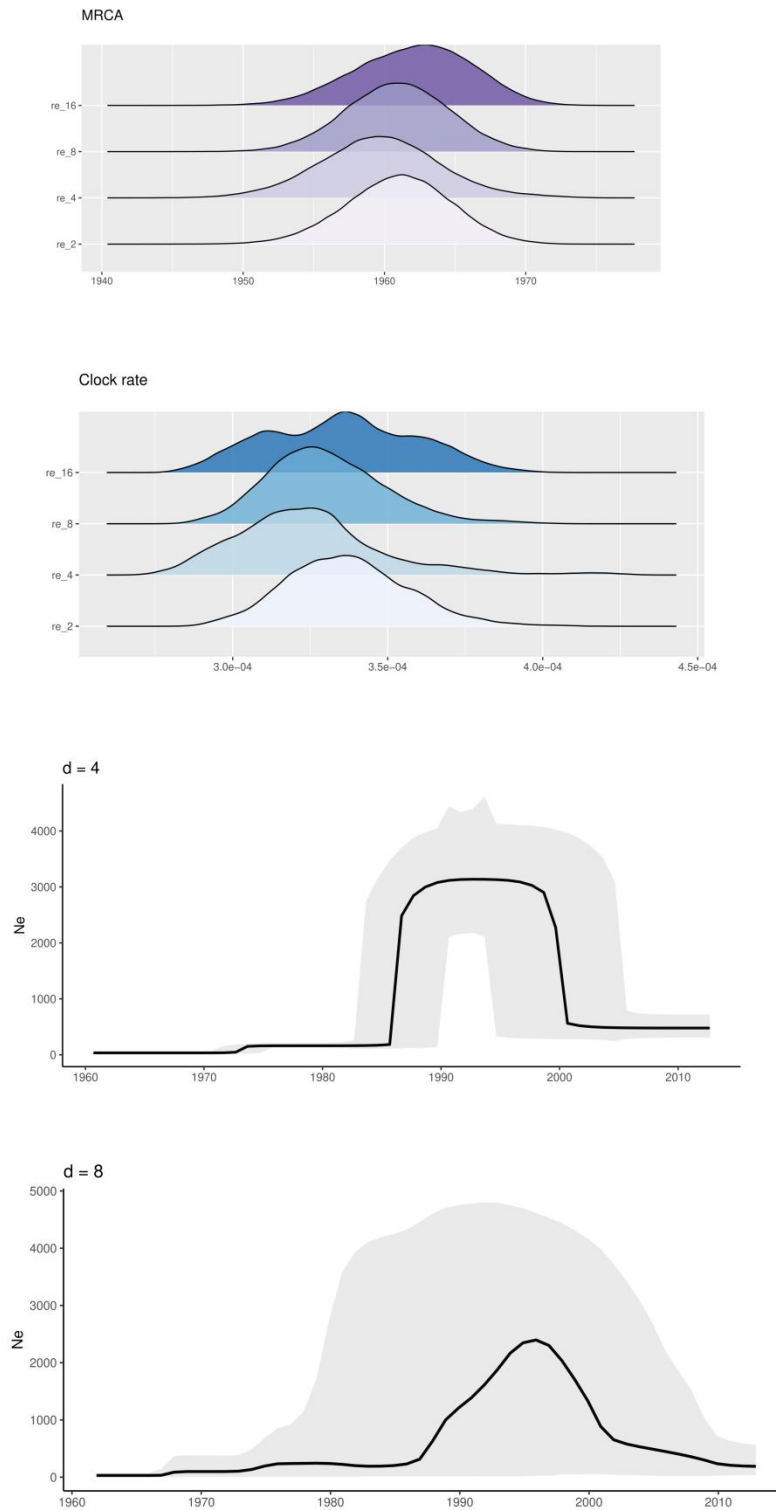 MRCA
re_16
re_8
re_4
re_2
1940 1950 1960 1970
Clock rate
re_16
re_8
re_4
re_2
3.0e−04 3.5e−04 4.0e−04 4.5e−04
d = 4
4000
3000
Ne
2000
1000
0
1960 1970 1980 1990 2000 2010
d = 8
5000
4000
3000
Ne
2000
1000
0
1960 1970 1980 1990 2000 2010